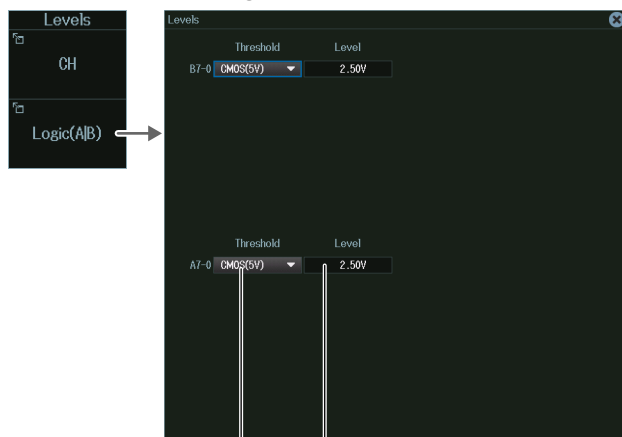 Levels
CH
Logic(A|B)
Levels
Threshold Level
B7-0 CMOS(5V) 2.50V
Threshold Level
A7-0 CMOS(5V) 2.50V